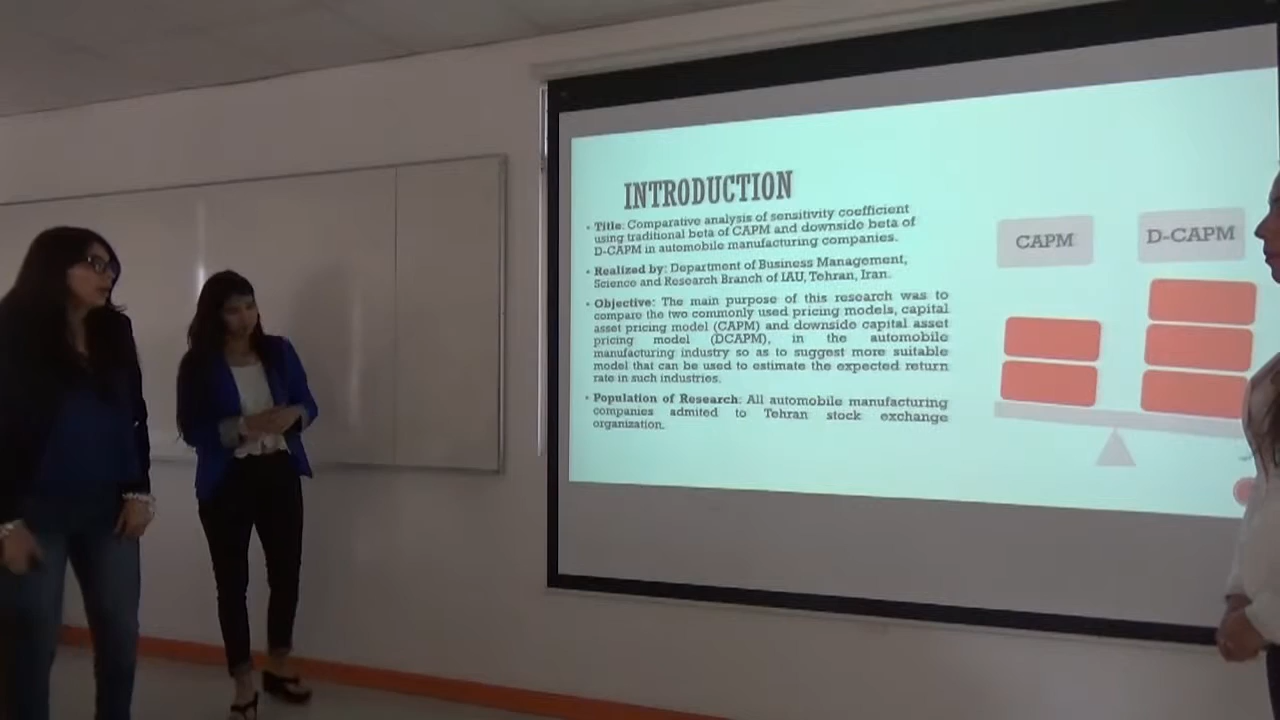 INTRODUCTION
• Title: Comparative analysis of sensitivity coefficient
using traditional beta of CAPM and downside beta of
D-CAPM in automobile manufacturing companies.
• Realized by: Department of Business Management,
Science and Research Branch of IAU, Tehran, Iran.
• Objective: The main purpose of this research was to
compare the two commonly used pricing models, capital
asset pricing model (CAPM) and downside capital asset
pricing model (DCAPM), in the automobile
manufacturing industry so as to suggest more suitable
model that can be used to estimate the expected return
rate in such industries.
• Population of Research: All automobile manufacturing
companies admited to Tehran stock exchange
organization.
CAPM
D-CAPM